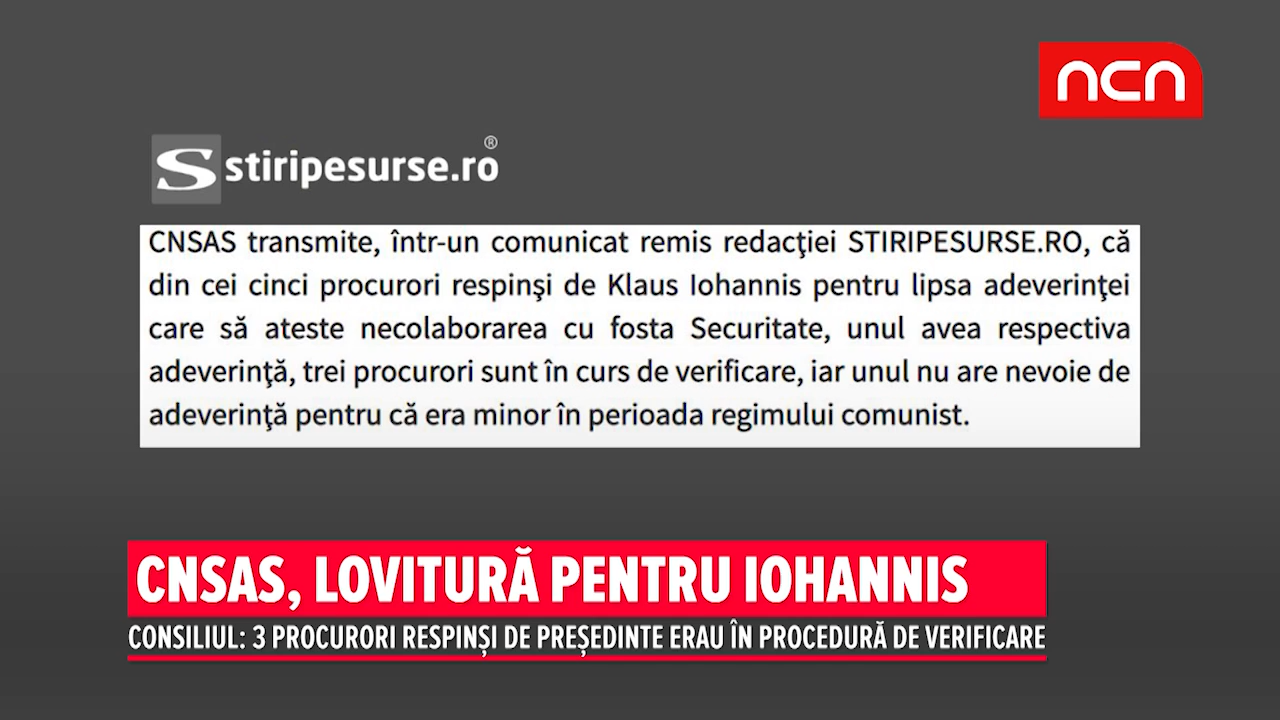 ncn
S stiripesurse.ro®
CNSAS transmite, într-un comunicat remis redacţiei STIRIPESURSE.RO, că
din cei cinci procurori respinşi de Klaus Iohannis pentru lipsa adeverinţei
care să ateste necolaborarea cu fosta Securitate, unul avea respectiva
adeverinţă, trei procurori sunt în curs de verificare, iar unul nu are nevoie de
adeverinţă pentru că era minor în perioada regimului comunist.
CNSAS, LOVITURĂ PENTRU IOHANNIS
CONSILIUL: 3 PROCURORI RESPINȘI DE PREȘEDINTE ERAU ÎN PROCEDURĂ DE VERIFICARE